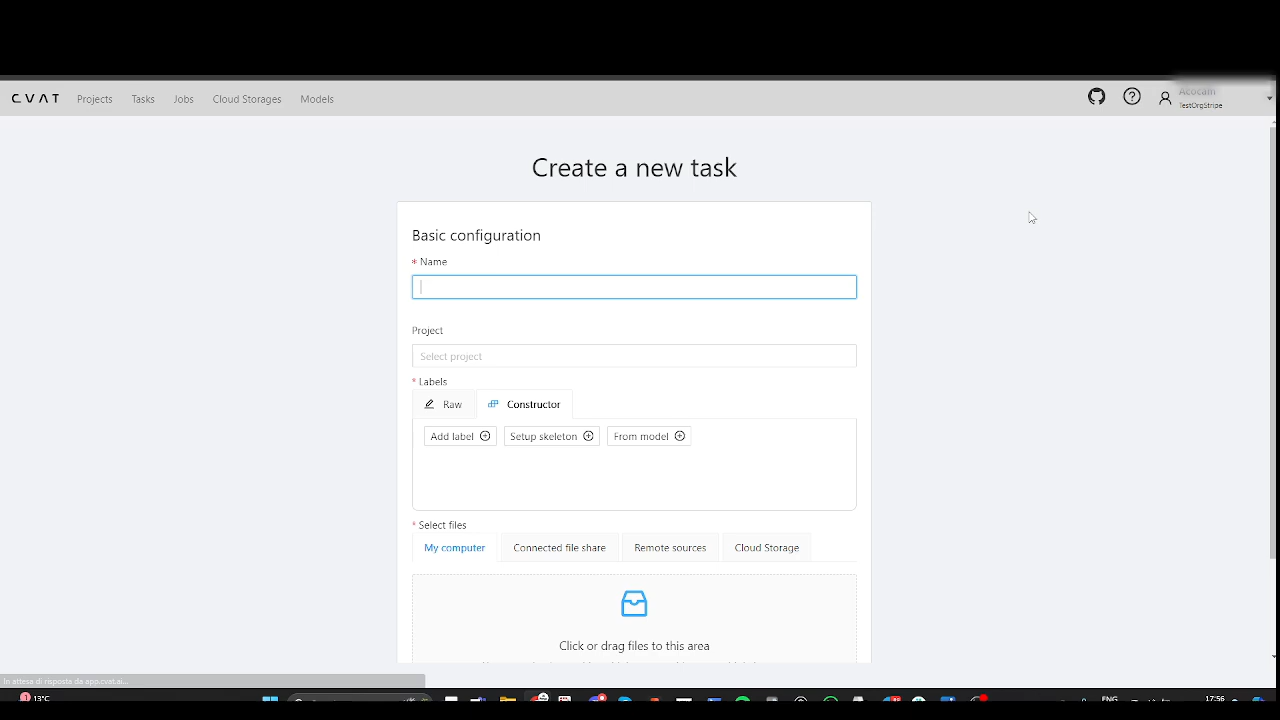 CVAT Projects Tasks Jobs Cloud Storages Models
Acocam
TestOrgStripe
Create a new task
Basic configuration
* Name
Project
Select project
* Labels
Raw Constructor
Add label Setup skeleton From model
* Select files
My computer Connected file share Remote sources Cloud Storage
Click or drag files to this area
In attesa di risposta da app.cvat.ai...
13°C
ENG
17:56